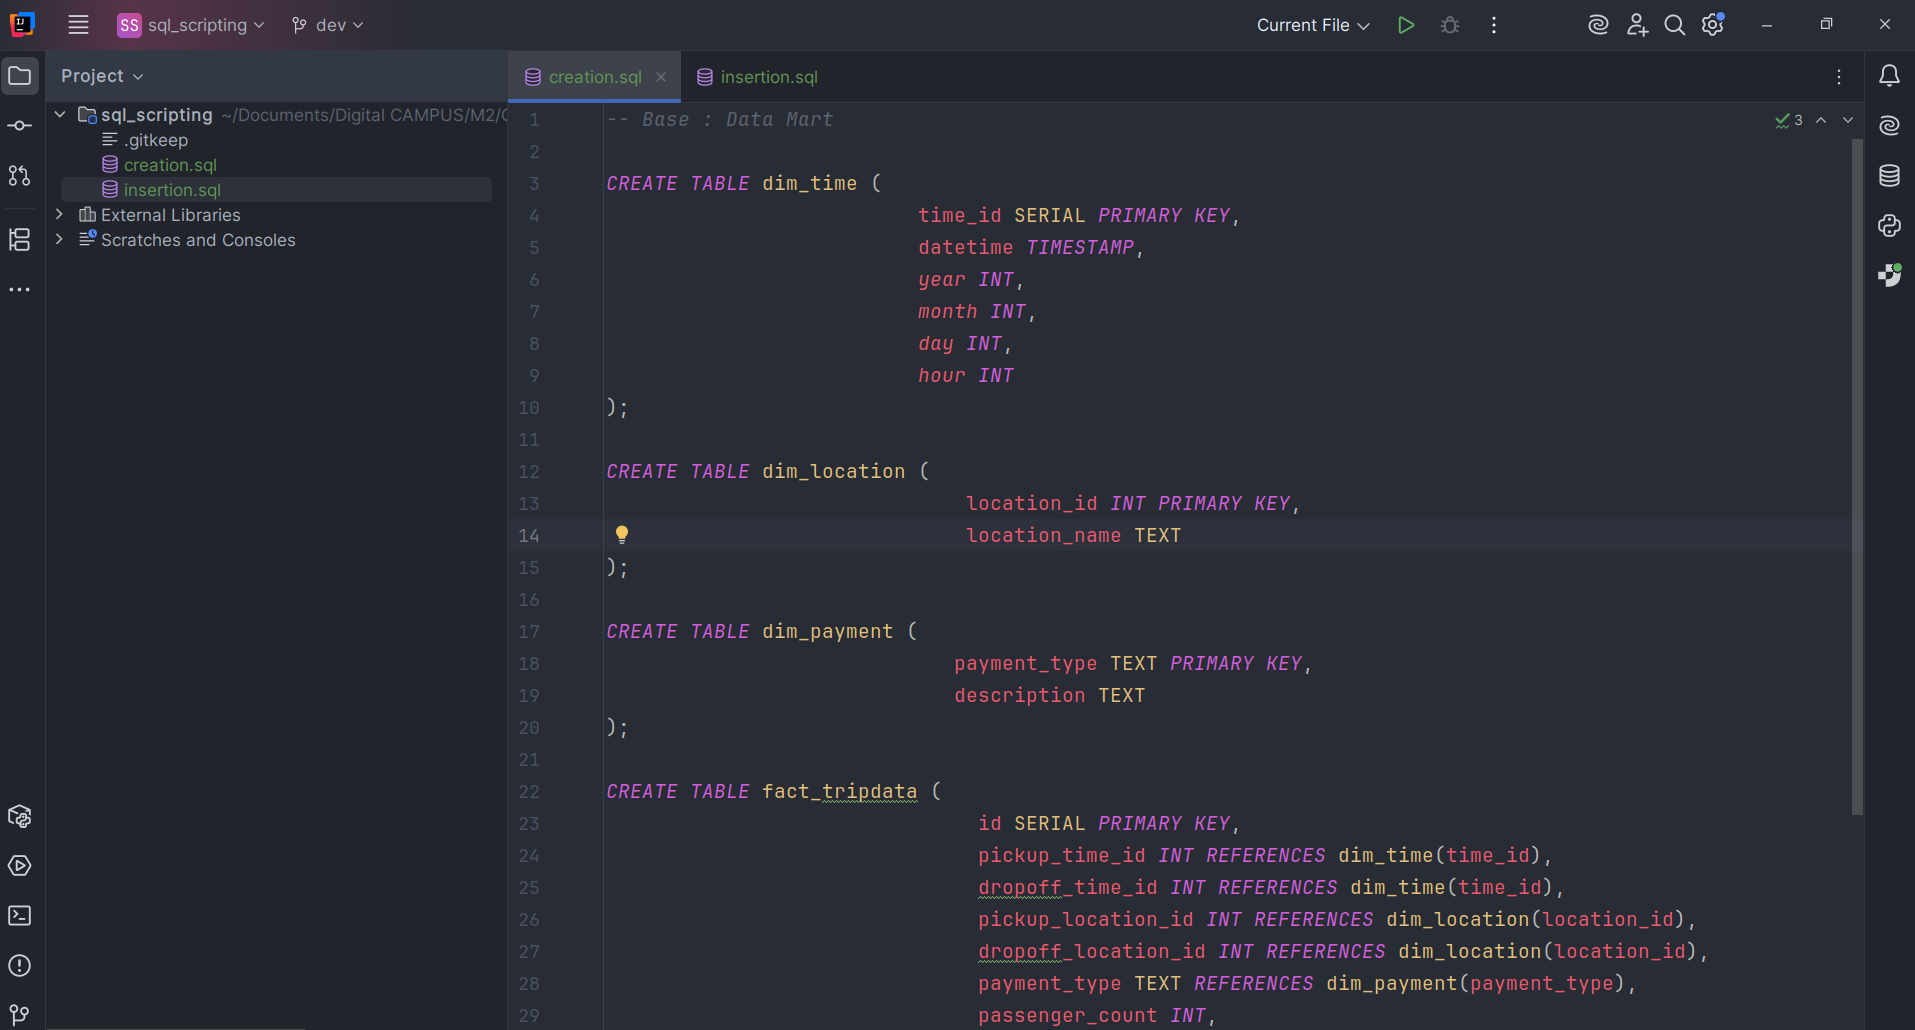 SS sql_scripting dev Current File
Project
creation.sql insertion.sql
sql_scripting ~/Documents/Digital CAMPUS/M2/
.gitkeep
creation.sql
insertion.sql
External Libraries
Scratches and Consoles
3
1 -- Base : Data Mart
2
3 CREATE TABLE dim_time (
4 time_id SERIAL PRIMARY KEY,
5 datetime TIMESTAMP,
6 year INT,
7 month INT,
8 day INT,
9 hour INT
10 );
11
12 CREATE TABLE dim_location (
13 location_id INT PRIMARY KEY,
14 location_name TEXT
15 );
16
17 CREATE TABLE dim_payment (
18 payment_type TEXT PRIMARY KEY,
19 description TEXT
20 );
21
22 CREATE TABLE fact_tripdata (
23 id SERIAL PRIMARY KEY,
24 pickup_time_id INT REFERENCES dim_time(time_id),
25 dropoff_time_id INT REFERENCES dim_time(time_id),
26 pickup_location_id INT REFERENCES dim_location(location_id),
27 dropoff_location_id INT REFERENCES dim_location(location_id),
28 payment_type TEXT REFERENCES dim_payment(payment_type),
29 passenger_count INT,